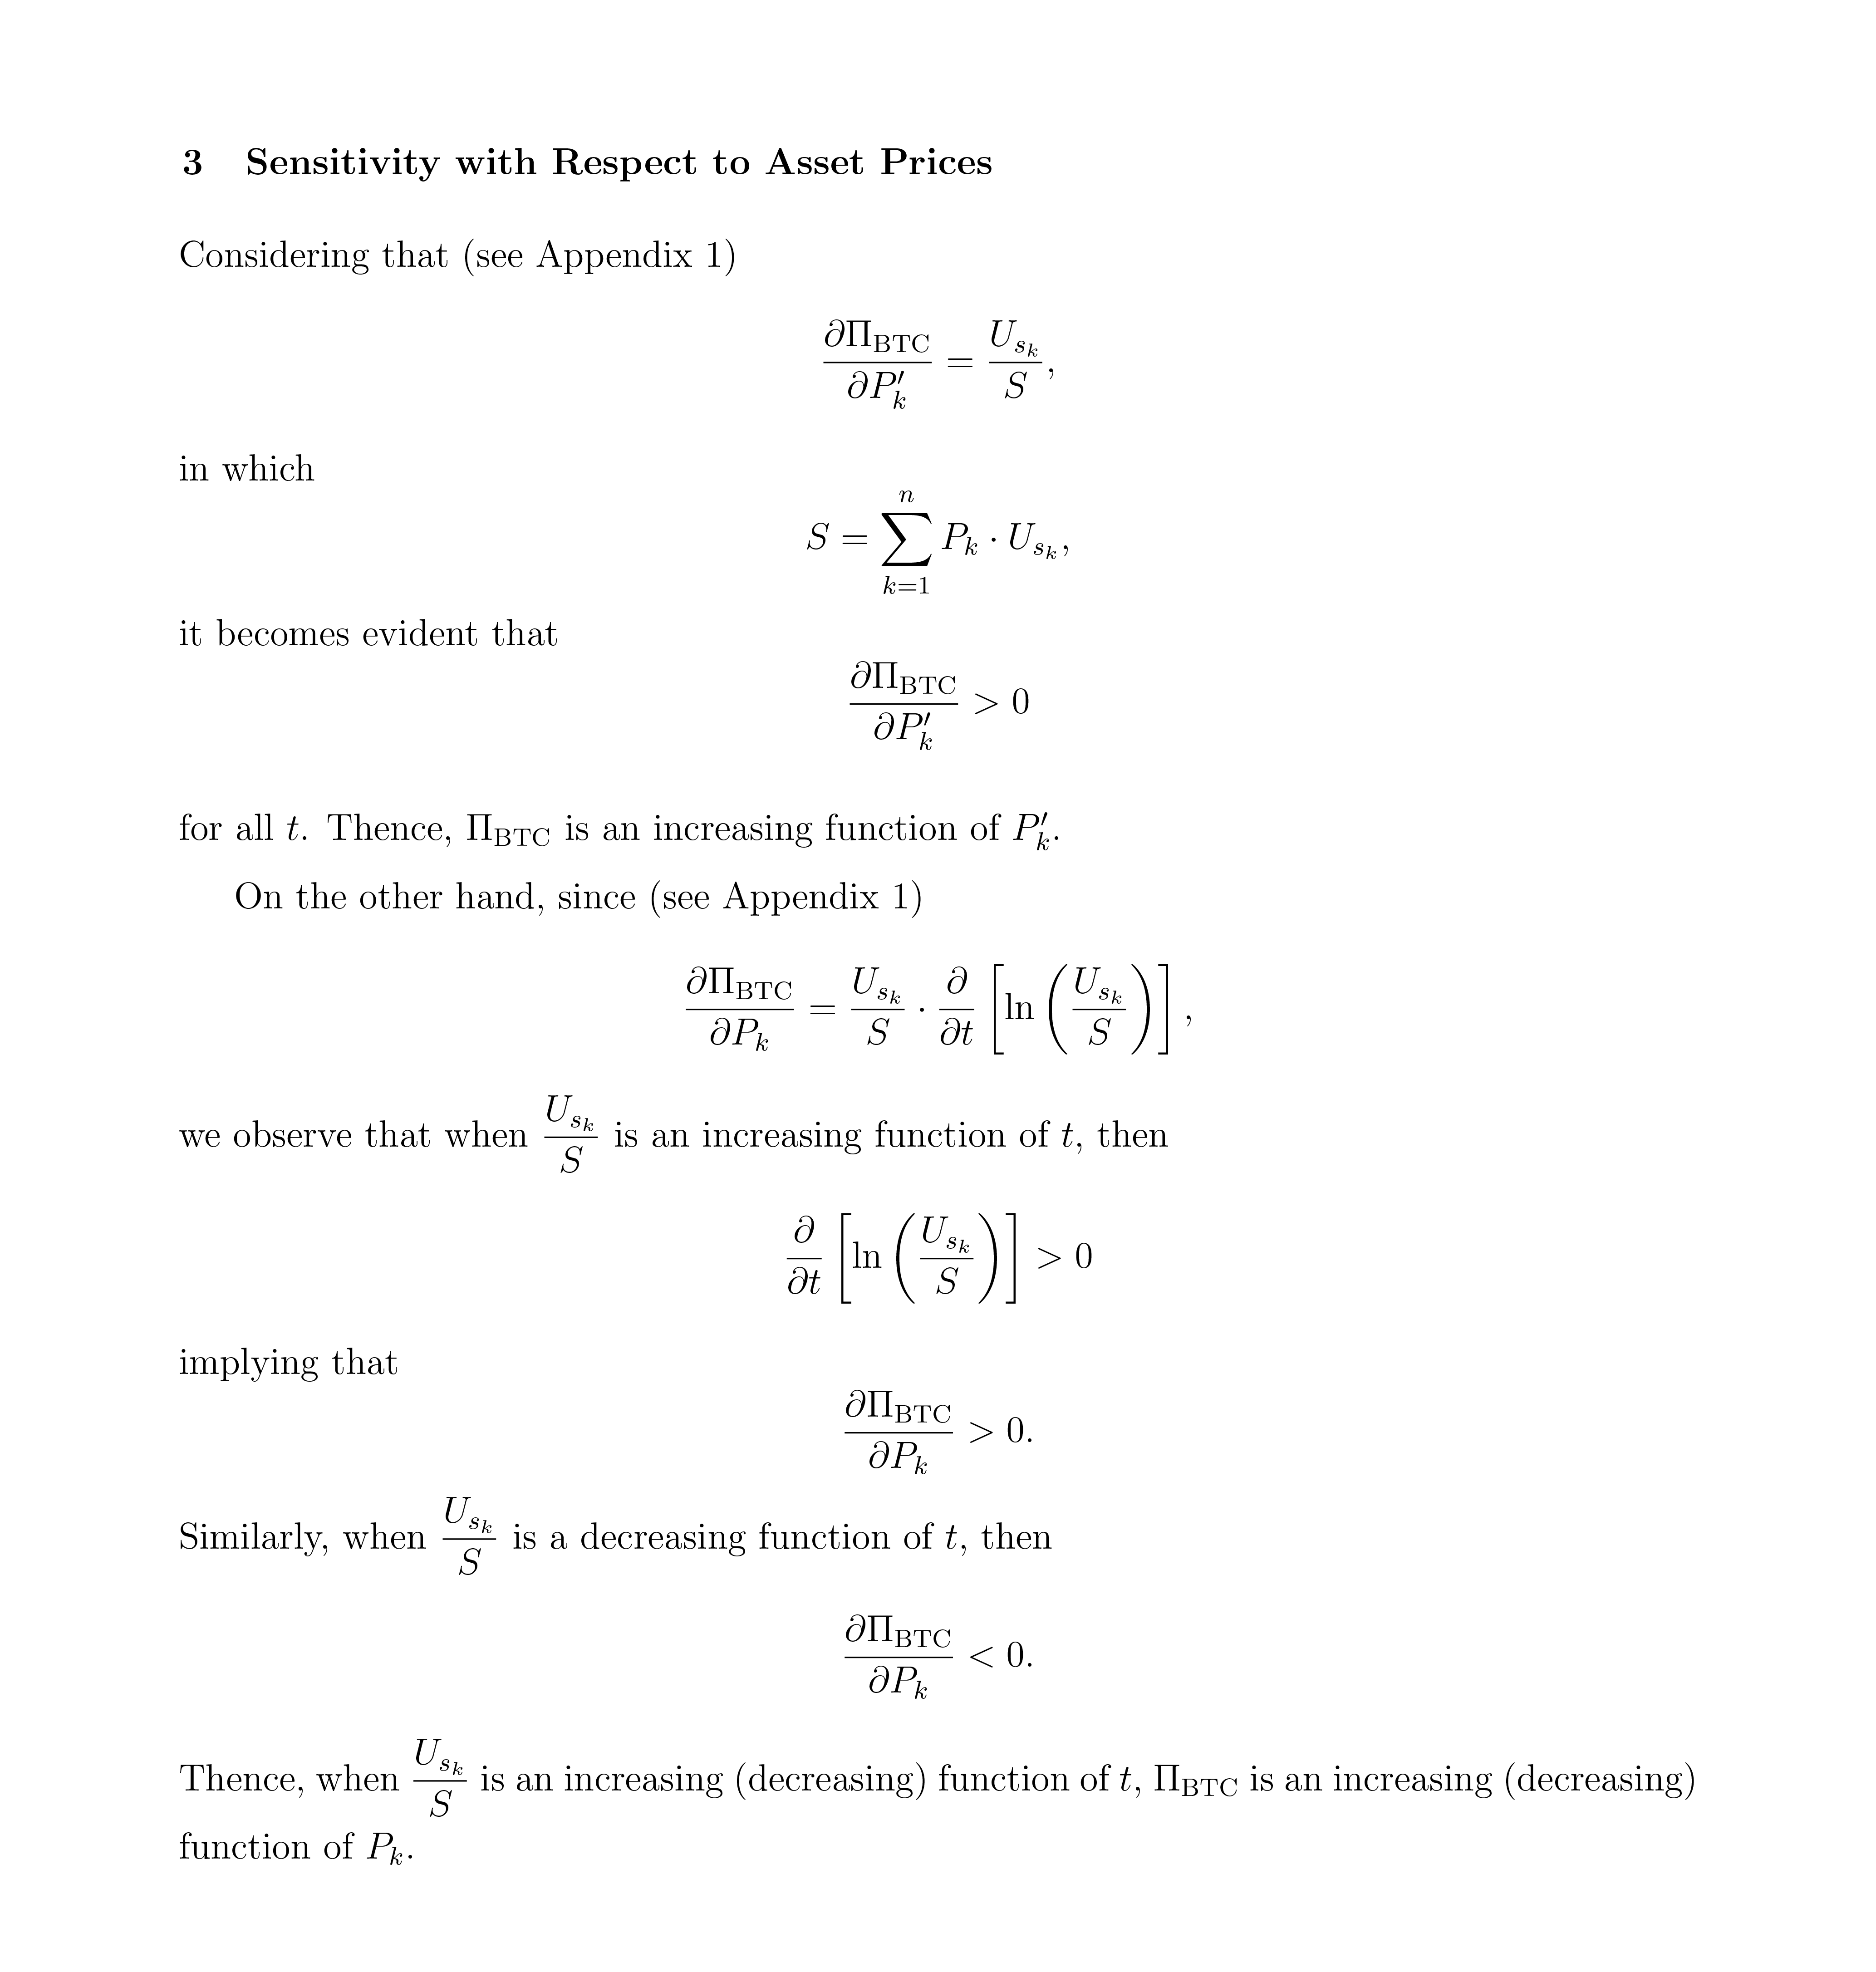 3 Sensitivity with Respect to Asset Prices
Considering that (see Appendix 1)
\frac{\partial \Pi_{\mathrm{BTC}}}{\partial P'_k} = \frac{U_{s_k}}{S},
in which
S = \sum_{k=1}^{n} P_k \cdot U_{s_k},
it becomes evident that
\frac{\partial \Pi_{\mathrm{BTC}}}{\partial P'_k} > 0
for all t. Thence, \Pi_{\mathrm{BTC}} is an increasing function of P'_k.
On the other hand, since (see Appendix 1)
\frac{\partial \Pi_{\mathrm{BTC}}}{\partial P_k} = \frac{U_{s_k}}{S} \cdot \frac{\partial}{\partial t} \left[ \ln \left( \frac{U_{s_k}}{S} \right) \right],
we observe that when \frac{U_{s_k}}{S} is an increasing function of t, then
\frac{\partial}{\partial t} \left[ \ln \left( \frac{U_{s_k}}{S} \right) \right] > 0
implying that
\frac{\partial \Pi_{\mathrm{BTC}}}{\partial P_k} > 0.
Similarly, when \frac{U_{s_k}}{S} is a decreasing function of t, then
\frac{\partial \Pi_{\mathrm{BTC}}}{\partial P_k} < 0.
Thence, when \frac{U_{s_k}}{S} is an increasing (decreasing) function of t, \Pi_{\mathrm{BTC}} is an increasing (decreasing)
function of P_k.